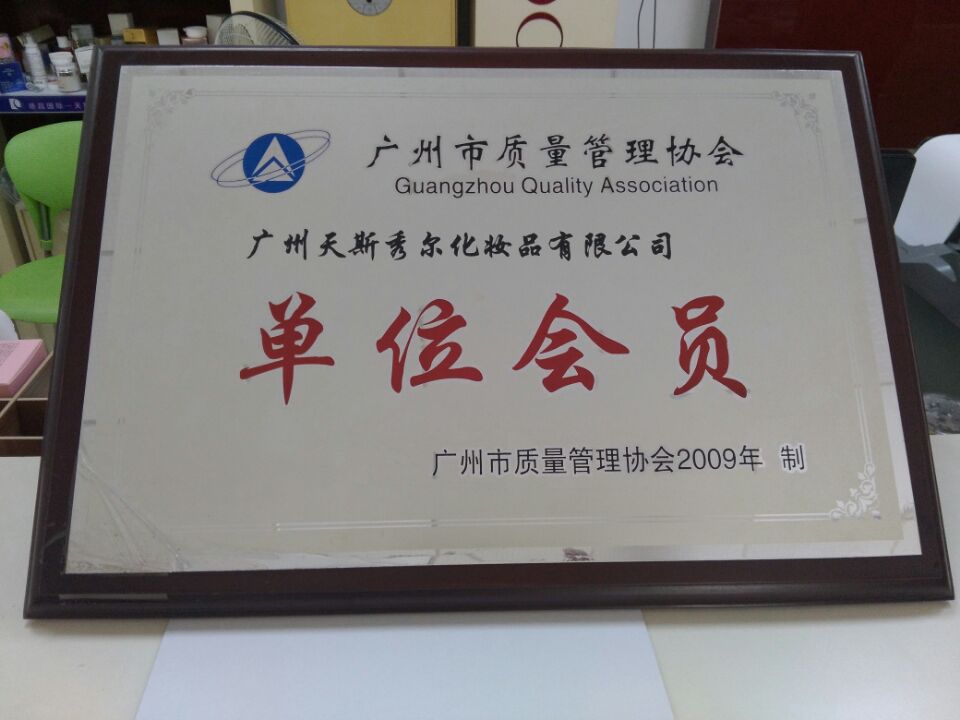 广州市质量管理协会
Guangzhou Quality Association
广州天斯秀尔化妆品有限公司
单位会员
广州市质量管理协会2009年 制